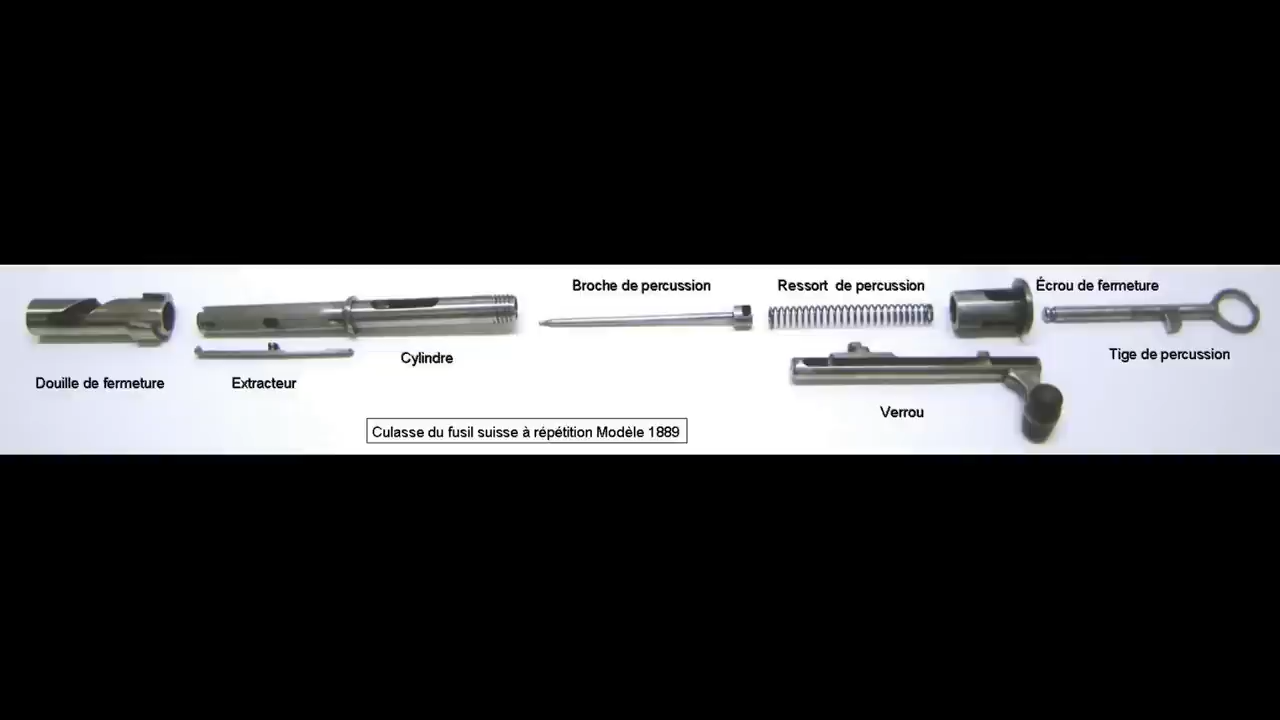 Broche de percussion
Ressort de percussion
Écrou de fermeture
Cylindre
Tige de percussion
Douille de fermeture
Extracteur
Verrou
Culasse du fusil suisse à répétition Modèle 1889